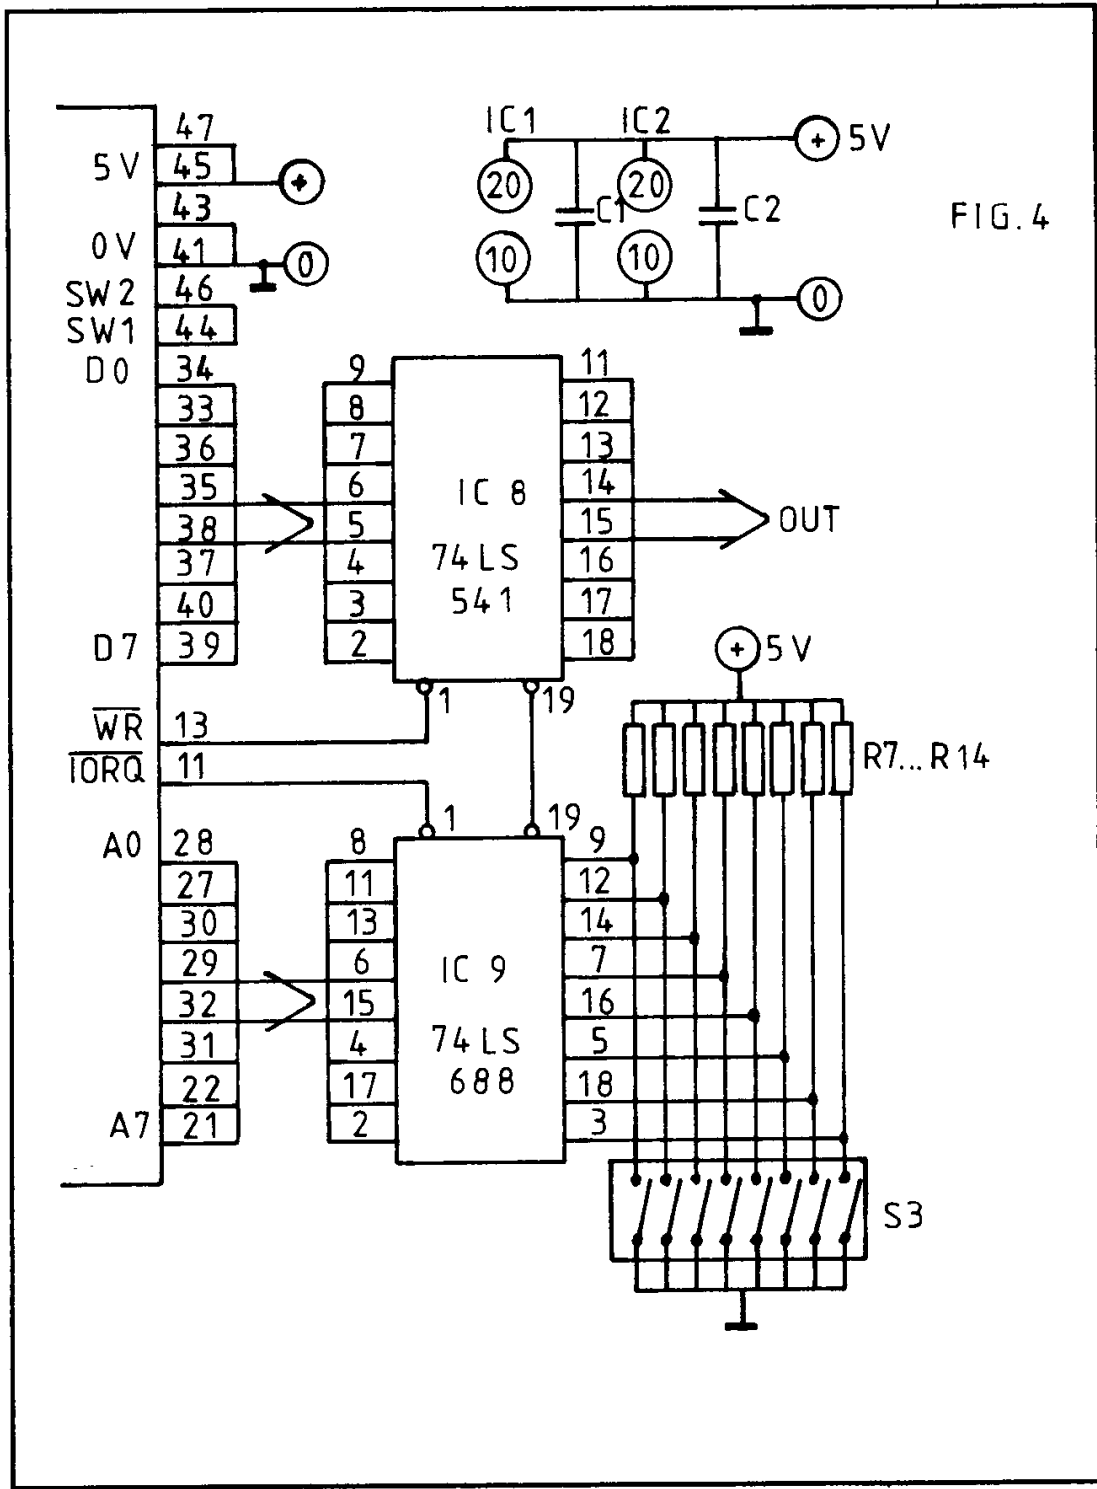 FIG. 4
IC1 IC2
+ 5V
20 20
C1 C2
10 10
0
47
5V 45
+
43
0V 41
0
SW2 46
SW1 44
D0 34
33
36
35
38
37
40
D7 39
9
8
7
6
5
4
3
2
IC 8
74LS
541
11
12
13
14
15
16
17
18
OUT
1 19
WR 13
IORQ 11
+ 5V
R7...R14
1 19
A0 28
27
30
29
32
31
22
A7 21
8
11
13
6
15
4
17
2
IC 9
74LS
688
9
12
14
7
16
5
18
3
S3